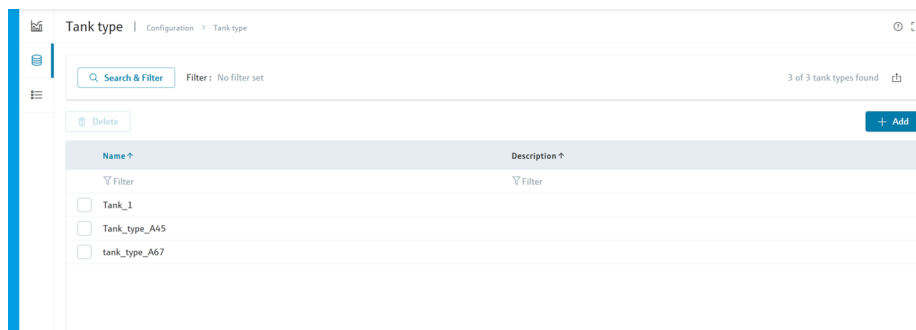 Tank type | Configuration > Tank type
Search & Filter Filter : No filter set 3 of 3 tank types found
Delete + Add
Name Description
Filter Filter
Tank_1
Tank_type_A45
tank_type_A67